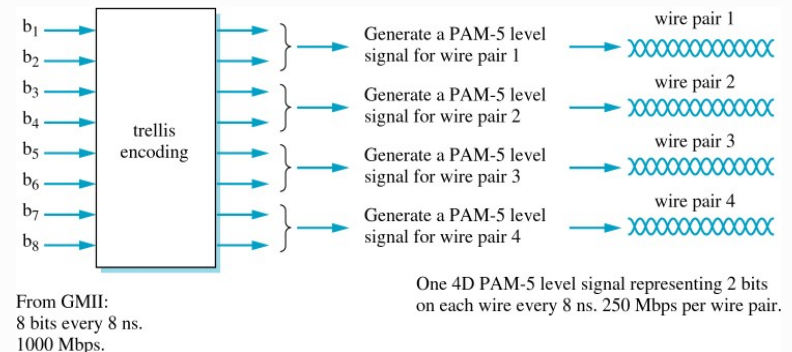 b1
b2
b3
b4
b5
b6
b7
b8
trellis
encoding
Generate a PAM-5 level
signal for wire pair 1
Generate a PAM-5 level
signal for wire pair 2
Generate a PAM-5 level
signal for wire pair 3
Generate a PAM-5 level
signal for wire pair 4
wire pair 1
wire pair 2
wire pair 3
wire pair 4
From GMII:
8 bits every 8 ns.
1000 Mbps.
One 4D PAM-5 level signal representing 2 bits
on each wire every 8 ns. 250 Mbps per wire pair.